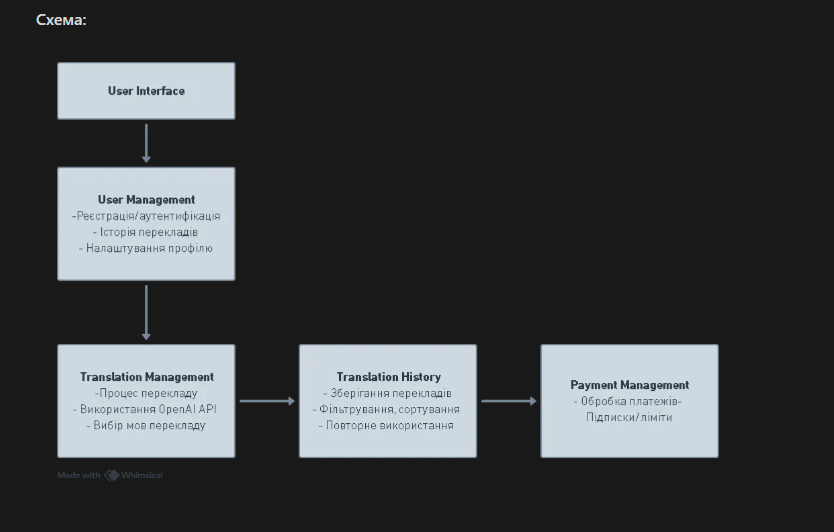 Схема:
User Interface
User Management
-Реєстрація/аутентифікація
- Історія перекладів
- Налаштування профілю
Translation Management
-Процес перекладу
- Використання OpenAI API
- Вибір мов перекладу
Translation History
- Зберігання перекладів
- Фільтрування, сортування
- Повторне використання
Payment Management
- Обробка платежів-
Підписки/ліміти
Made with Whimsical